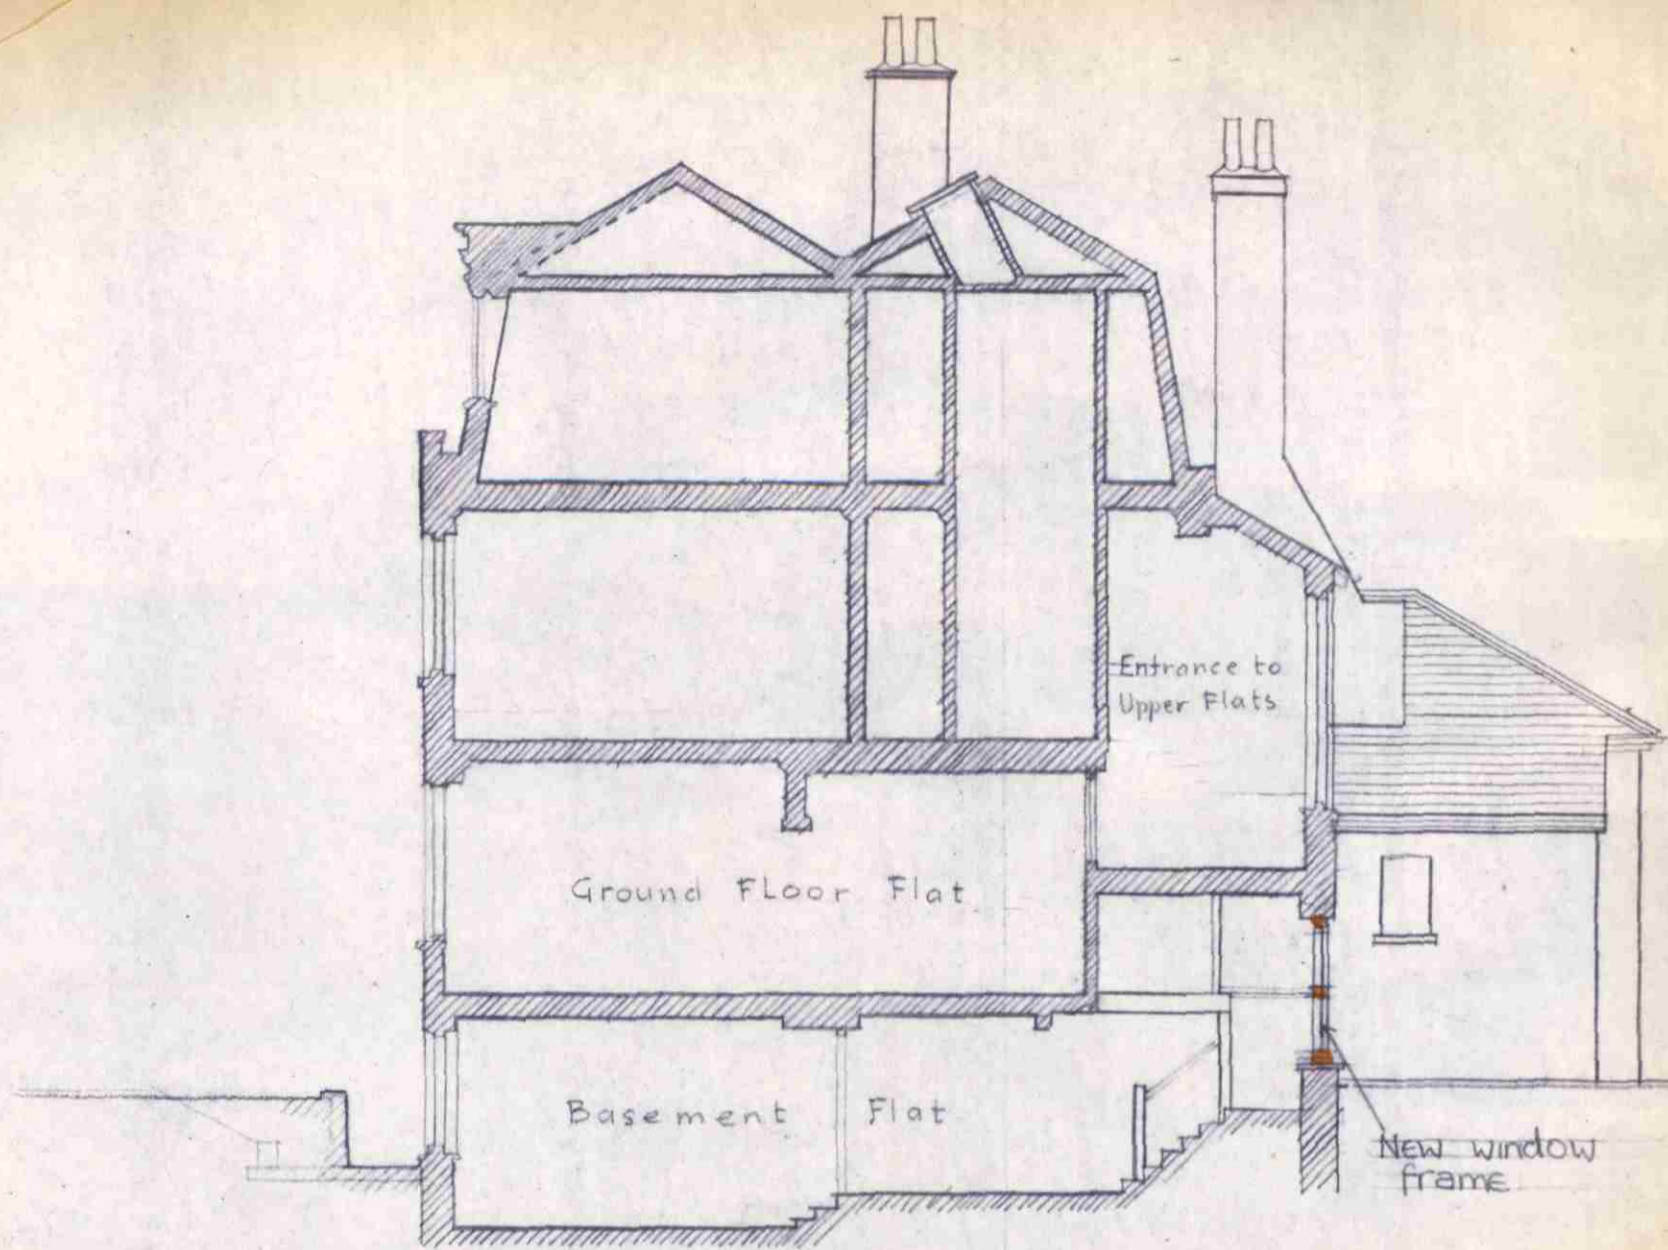 Entrance to
Upper Flats
Ground Floor Flat
Basement Flat
New window
frame